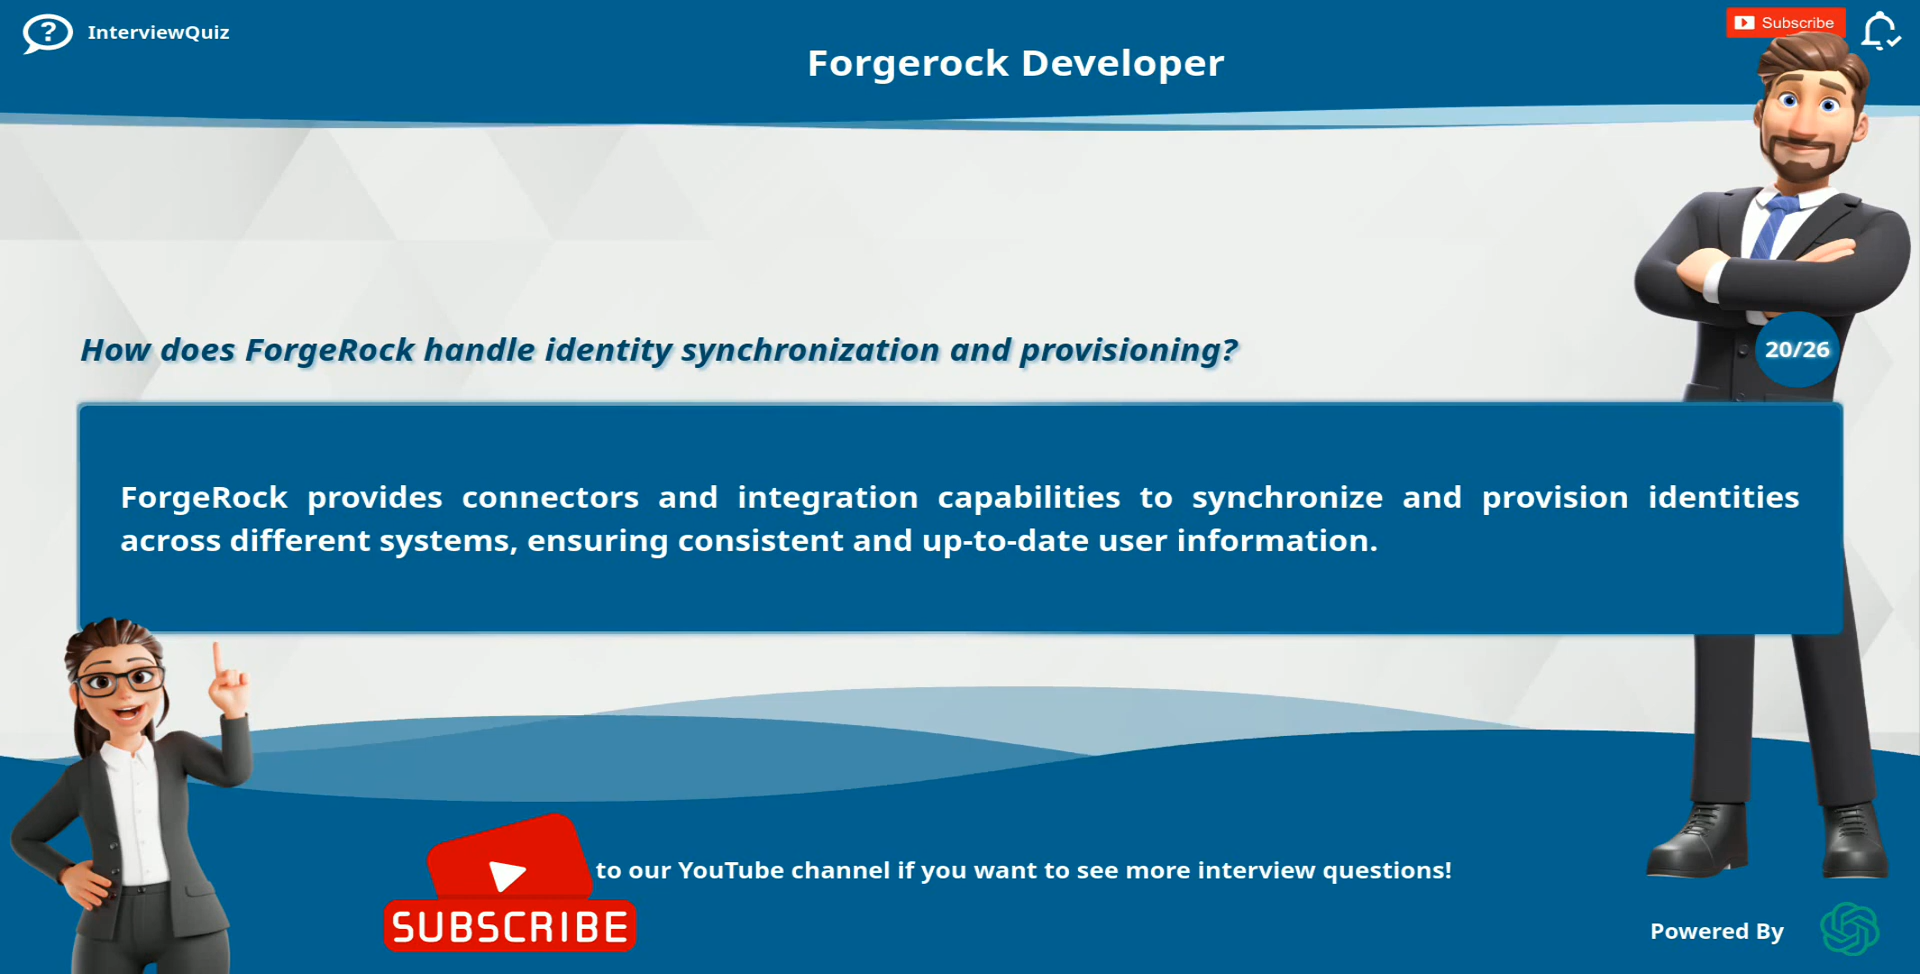 InterviewQuiz
Subscribe
Forgerock Developer
How does ForgeRock handle identity synchronization and provisioning?
20/26
ForgeRock provides connectors and integration capabilities to synchronize and provision identities
across different systems, ensuring consistent and up-to-date user information.
to our YouTube channel if you want to see more interview questions!
SUBSCRIBE
Powered By